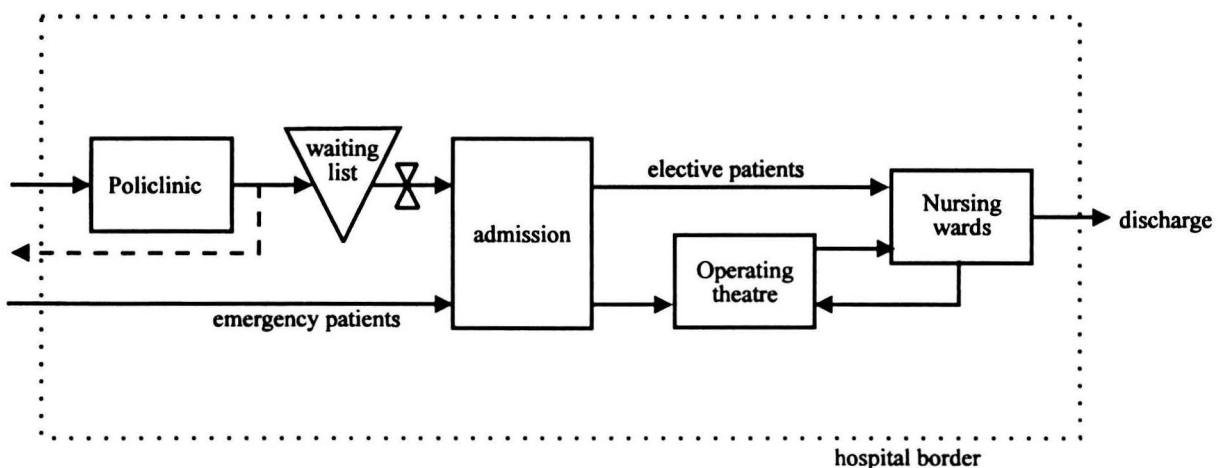 Policlinic
waiting
list
admission
elective patients
Nursing
wards
discharge
Operating
theatre
emergency patients
hospital border